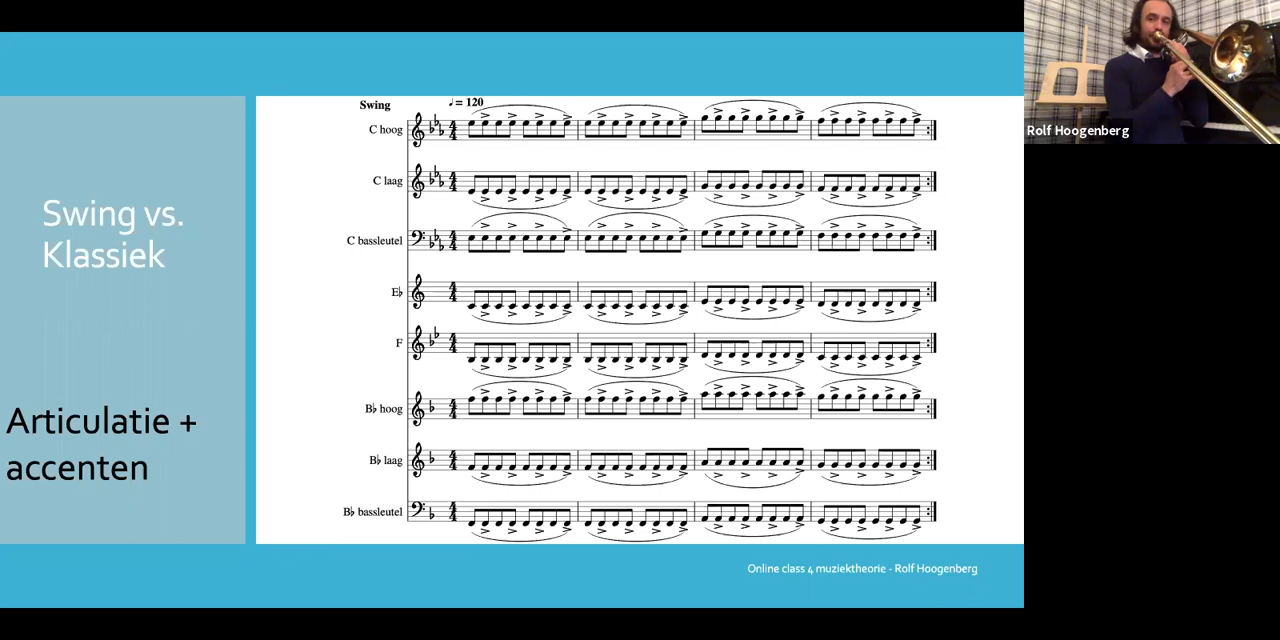 Swing vs.
Klassiek
Articulatie +
accenten
Swing
♩ = 120
C hoog
C laag
C bassleutel
E♭
F
B♭ hoog
B♭ laag
B♭ bassleutel
Online class 4 muziektheorie - Rolf Hoogenberg
Rolf Hoogenberg